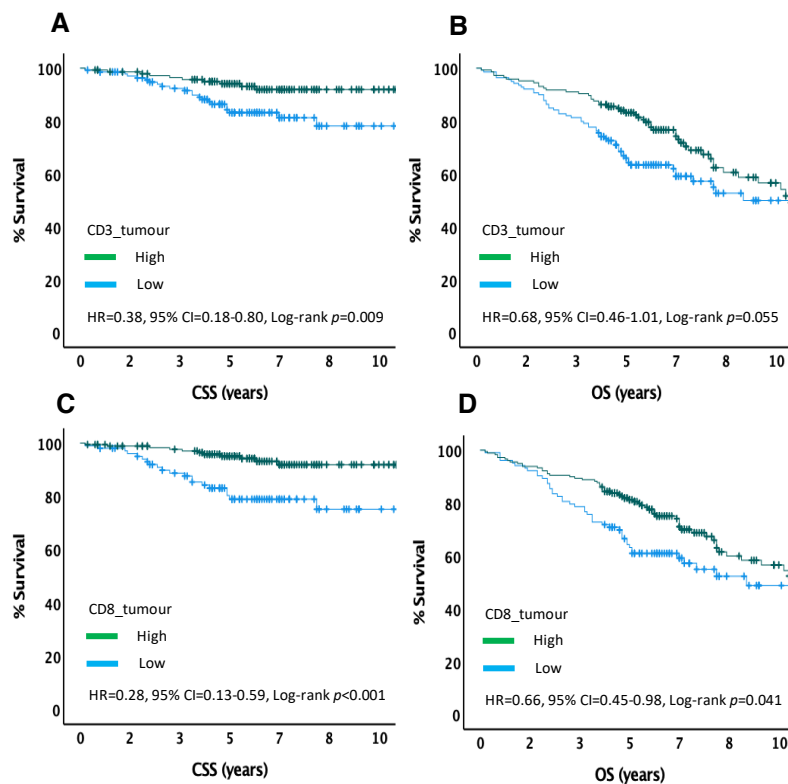 A
100
80
60
40
20
0
% Survival
CD3_tumour
High
Low
HR=0.38, 95% CI=0.18-0.80, Log-rank p=0.009
0 2 3 5 7 8 10
CSS (years)
B
100
80
60
40
20
0
% Survival
CD3_tumour
High
Low
HR=0.68, 95% CI=0.46-1.01, Log-rank p=0.055
0 2 3 5 7 8 10
OS (years)
C
100
80
60
40
20
0
% Survival
CD8_tumour
High
Low
HR=0.28, 95% CI=0.13-0.59, Log-rank p<0.001
0 2 3 5 7 8 10
CSS (years)
D
100
80
60
40
20
0
% Survival
CD8_tumour
High
Low
HR=0.66, 95% CI=0.45-0.98, Log-rank p=0.041
0 2 3 5 7 8 10
OS (years)